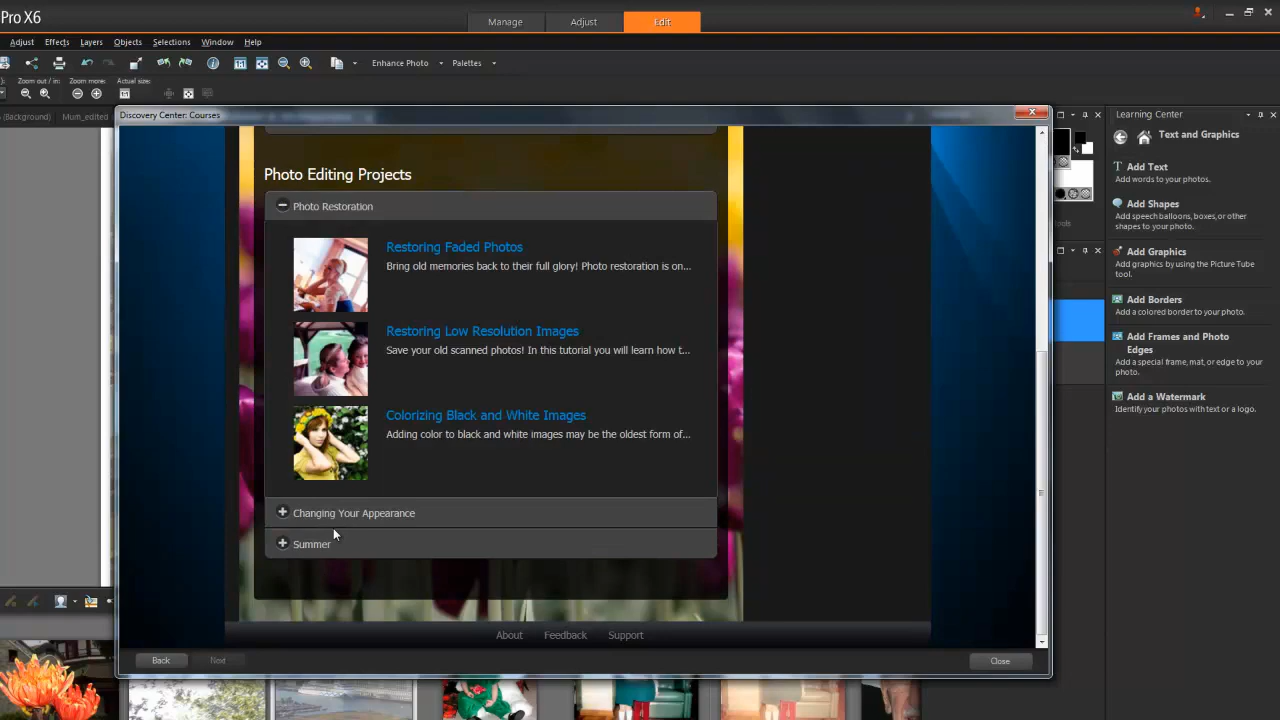 Pro X6
Manage
Adjust
Edit
Adjust Effects Layers Objects Selections Window Help
Enhance Photo
Palettes
Zoom out / in: Zoom more: Actual size:
(Background)
Mum_edited
Discovery Center: Courses
Photo Editing Projects
Photo Restoration
Restoring Faded Photos
Bring old memories back to their full glory! Photo restoration is on...
Restoring Low Resolution Images
Save your old scanned photos! In this tutorial you will learn how t...
Colorizing Black and White Images
Adding color to black and white images may be the oldest form of...
Changing Your Appearance
Summer
About Feedback Support
Back
Next
Close
Learning Center
Text and Graphics
Add Text
Add words to your photos.
Add Shapes
Add speech balloons, boxes, or other
shapes to your photo.
Add Graphics
Add graphics by using the Picture Tube
tool.
Add Borders
Add a colored border to your photo.
Add Frames and Photo
Edges
Add a special frame, mat, or edge to your
photo.
Add a Watermark
Identify your photos with text or a logo.